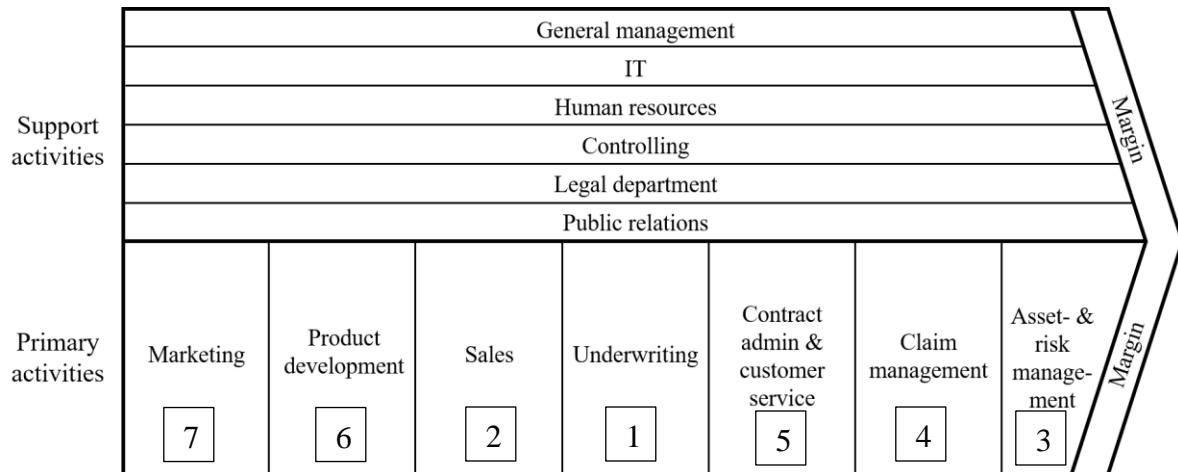 General management
IT
Human resources
Controlling
Legal department
Public relations
Support
activities
Margin
Primary
activities
Marketing
7
Product
development
6
Sales
2
Underwriting
1
Contract
admin &
customer
service
5
Claim
management
4
Asset- &
risk
manage-
ment
3
Margin